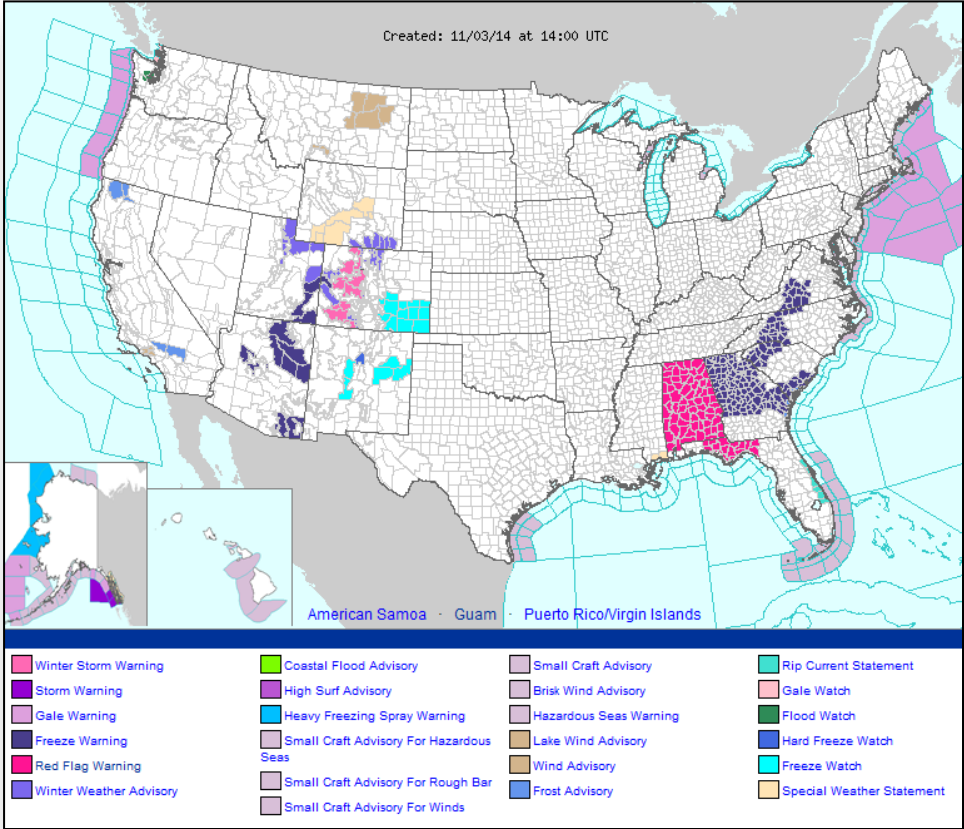 Created: 11/03/14 at 14:00 UTC
American Samoa · Guam · Puerto Rico/Virgin Islands
Winter Storm Warning
Storm Warning
Gale Warning
Freeze Warning
Red Flag Warning
Winter Weather Advisory
Coastal Flood Advisory
High Surf Advisory
Heavy Freezing Spray Warning
Small Craft Advisory For Hazardous
Seas
Small Craft Advisory For Rough Bar
Small Craft Advisory For Winds
Small Craft Advisory
Brisk Wind Advisory
Hazardous Seas Warning
Lake Wind Advisory
Wind Advisory
Frost Advisory
Rip Current Statement
Gale Watch
Flood Watch
Hard Freeze Watch
Freeze Watch
Special Weather Statement